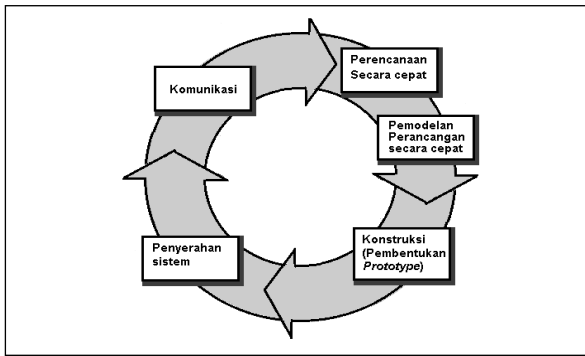 Komunikasi
Perencanaan
Secara cepat
Pemodelan
Perancangan
secara cepat
Konstruksi
(Pembentukan
Prototype)
Penyerahan
sistem